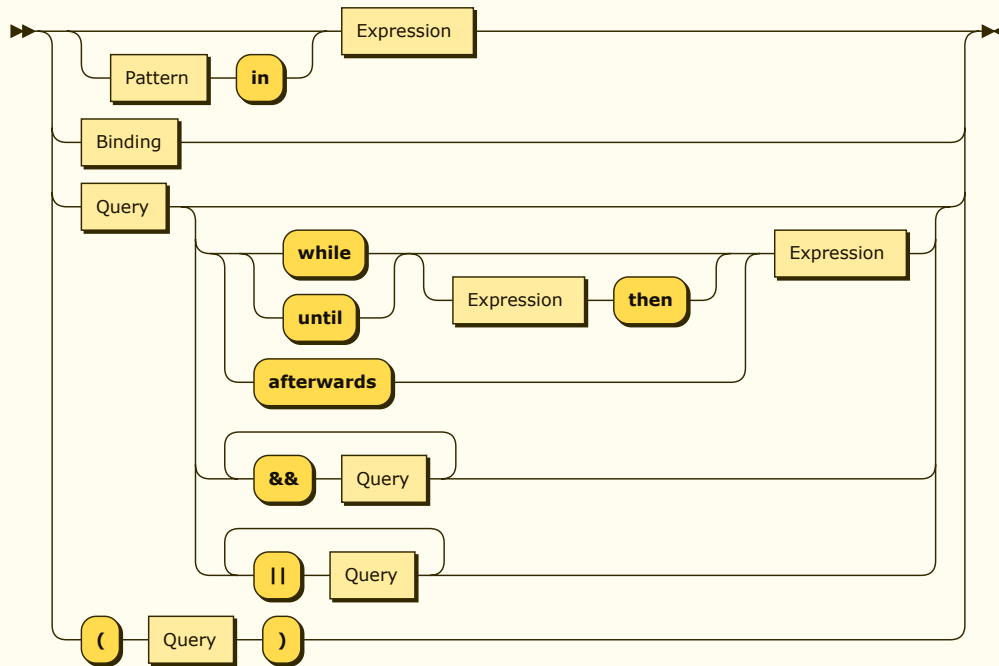 Expression
Pattern in
Binding
Query
while Expression
Expression then
until
afterwards
&& Query
|| Query
( Query )